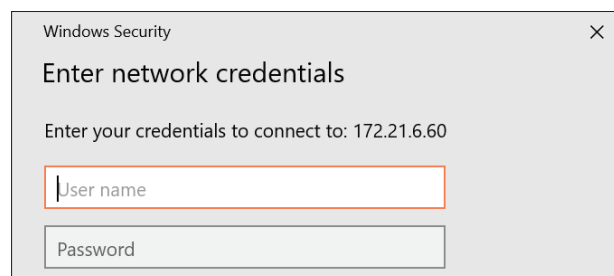 Windows Security
Enter network credentials
Enter your credentials to connect to: 172.21.6.60
User name
Password